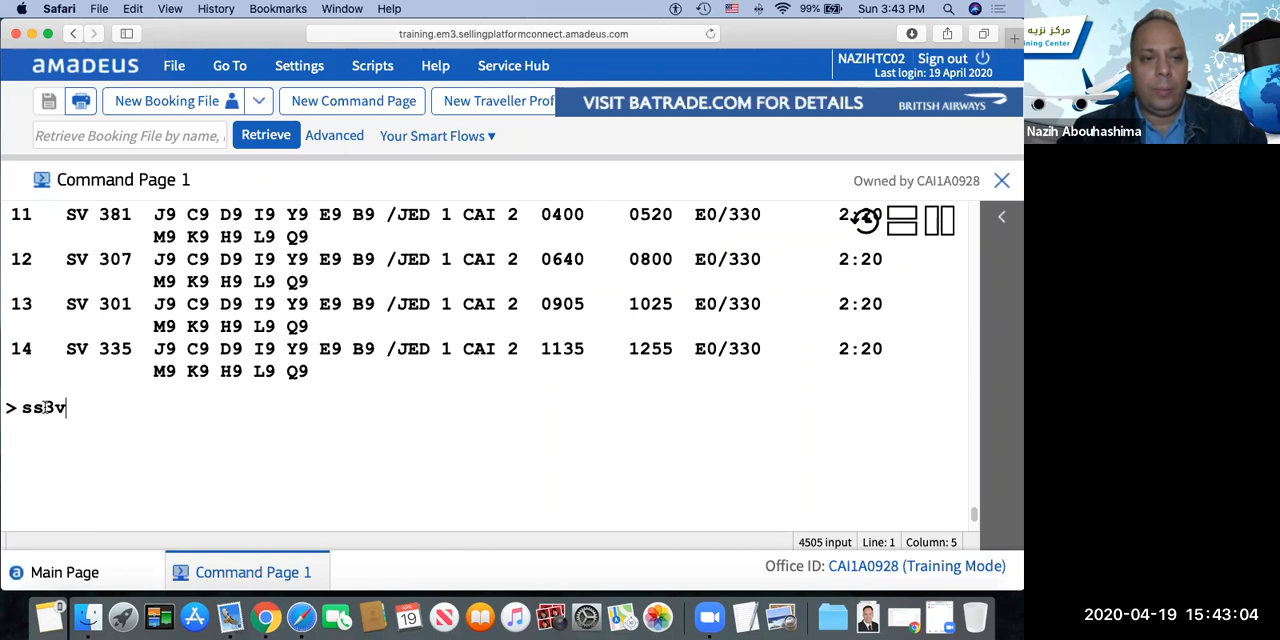 Safari File Edit View History Bookmarks Window Help 99% Sun 3:43 PM
training.em3.sellingplatformconnect.amadeus.com
amadeus File Go To Settings Scripts Help Service Hub NAZIHTC02 Sign out
Last login: 19 April 2020
New Booking File New Command Page New Traveller Prof VISIT BATRADE.COM FOR DETAILS BRITISH AIRWAYS
Retrieve Booking File by name, Retrieve Advanced Your Smart Flows ▾
Command Page 1 Owned by CAI1A0928
11 SV 381 J9 C9 D9 I9 Y9 E9 B9 /JED 1 CAI 2 0400 0520 E0/330 2:20
M9 K9 H9 L9 Q9
12 SV 307 J9 C9 D9 I9 Y9 E9 B9 /JED 1 CAI 2 0640 0800 E0/330 2:20
M9 K9 H9 L9 Q9
13 SV 301 J9 C9 D9 I9 Y9 E9 B9 /JED 1 CAI 2 0905 1025 E0/330 2:20
M9 K9 H9 L9 Q9
14 SV 335 J9 C9 D9 I9 Y9 E9 B9 /JED 1 CAI 2 1135 1255 E0/330 2:20
M9 K9 H9 L9 Q9
> ss3v
4505 input Line: 1 Column: 5
Main Page Command Page 1 Office ID: CAI1A0928 (Training Mode)
APR 19
مركز نزيه
ining Center
Nazih Abouhashima
2020-04-19 15:43:04